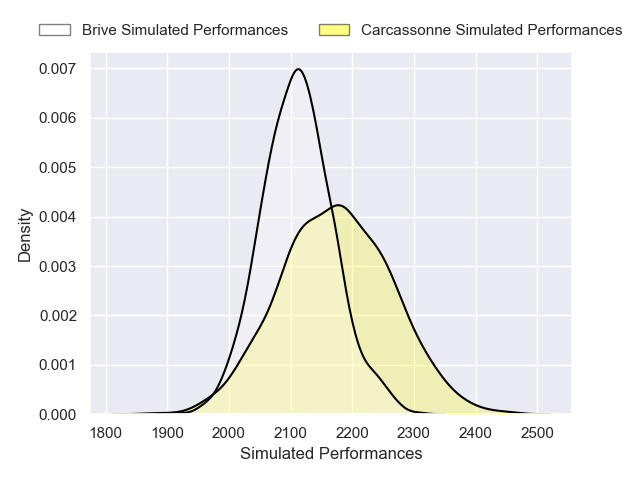 Brive Simulated Performances Carcassonne Simulated Performances
0.007
0.006
0.005
0.004
0.003
0.002
0.001
0.000
Density
1800 1900 2000 2100 2200 2300 2400 2500
Simulated Performances